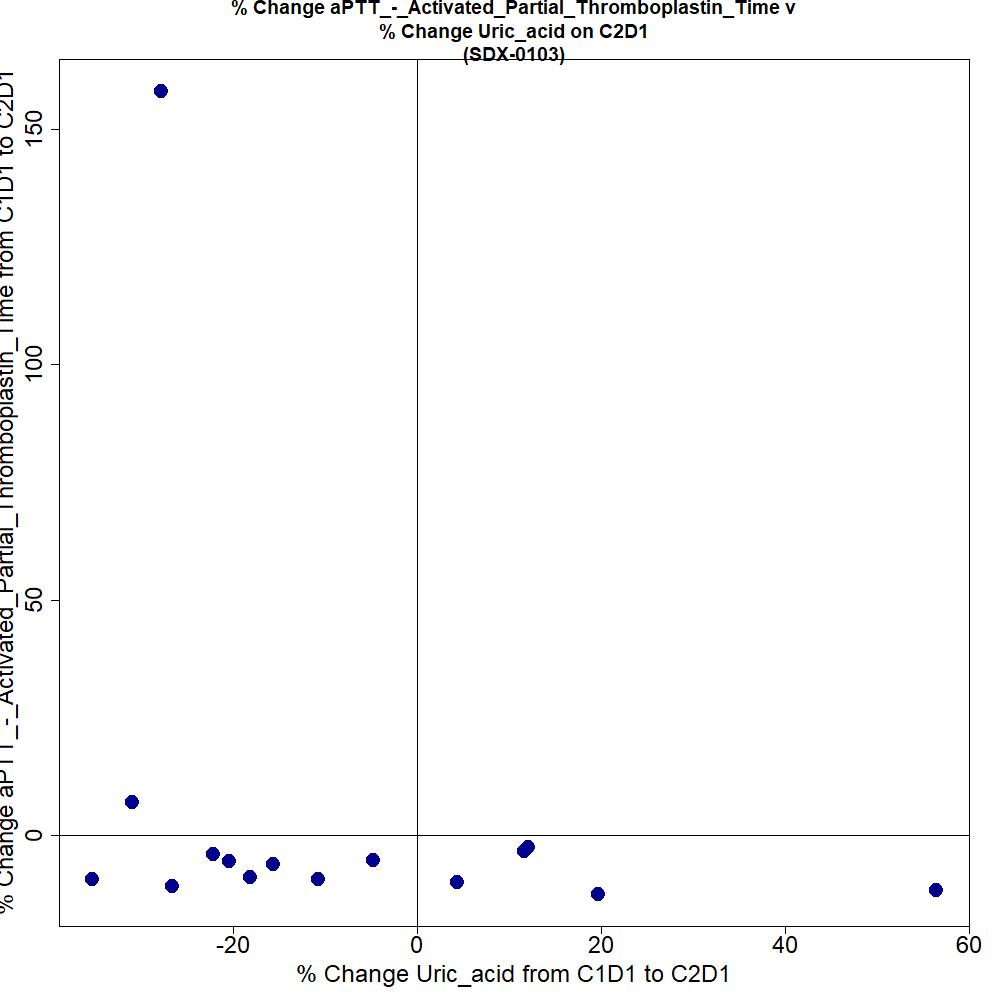 % Change aPTT_-_Activated_Partial_Thromboplastin_Time v
% Change Uric_acid on C2D1
(SDX-0103)
% Change aPTT_-_Activated_Partial_Thromboplastin_Time from C1D1 to C2D1
150
100
50
0
-20
0
20
40
60
% Change Uric_acid from C1D1 to C2D1